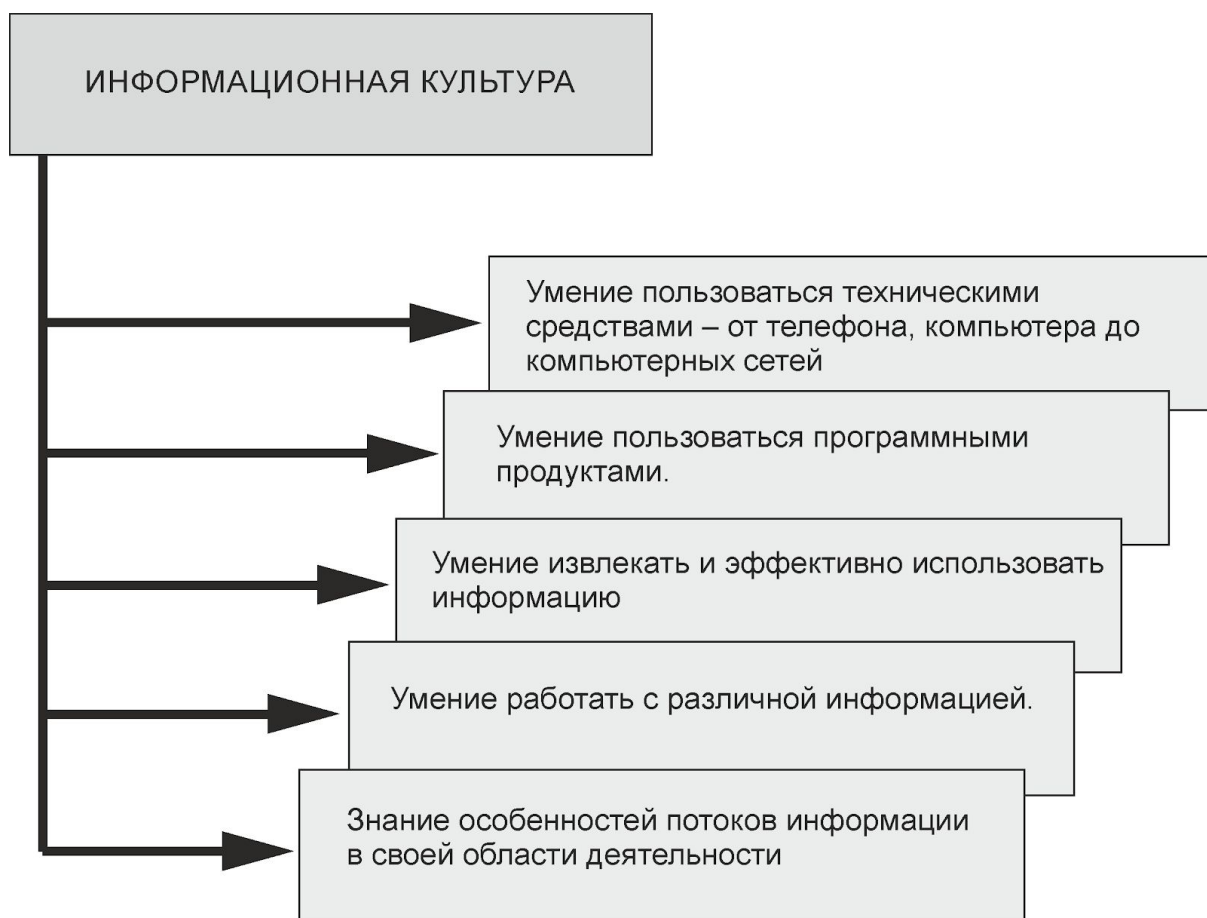 ИНФОРМАЦИОННАЯ КУЛЬТУРА
Умение пользоваться техническими
средствами – от телефона, компьютера до
компьютерных сетей
Умение пользоваться программными
продуктами.
Умение извлекать и эффективно использовать
информацию
Умение работать с различной информацией.
Знание особенностей потоков информации
в своей области деятельности